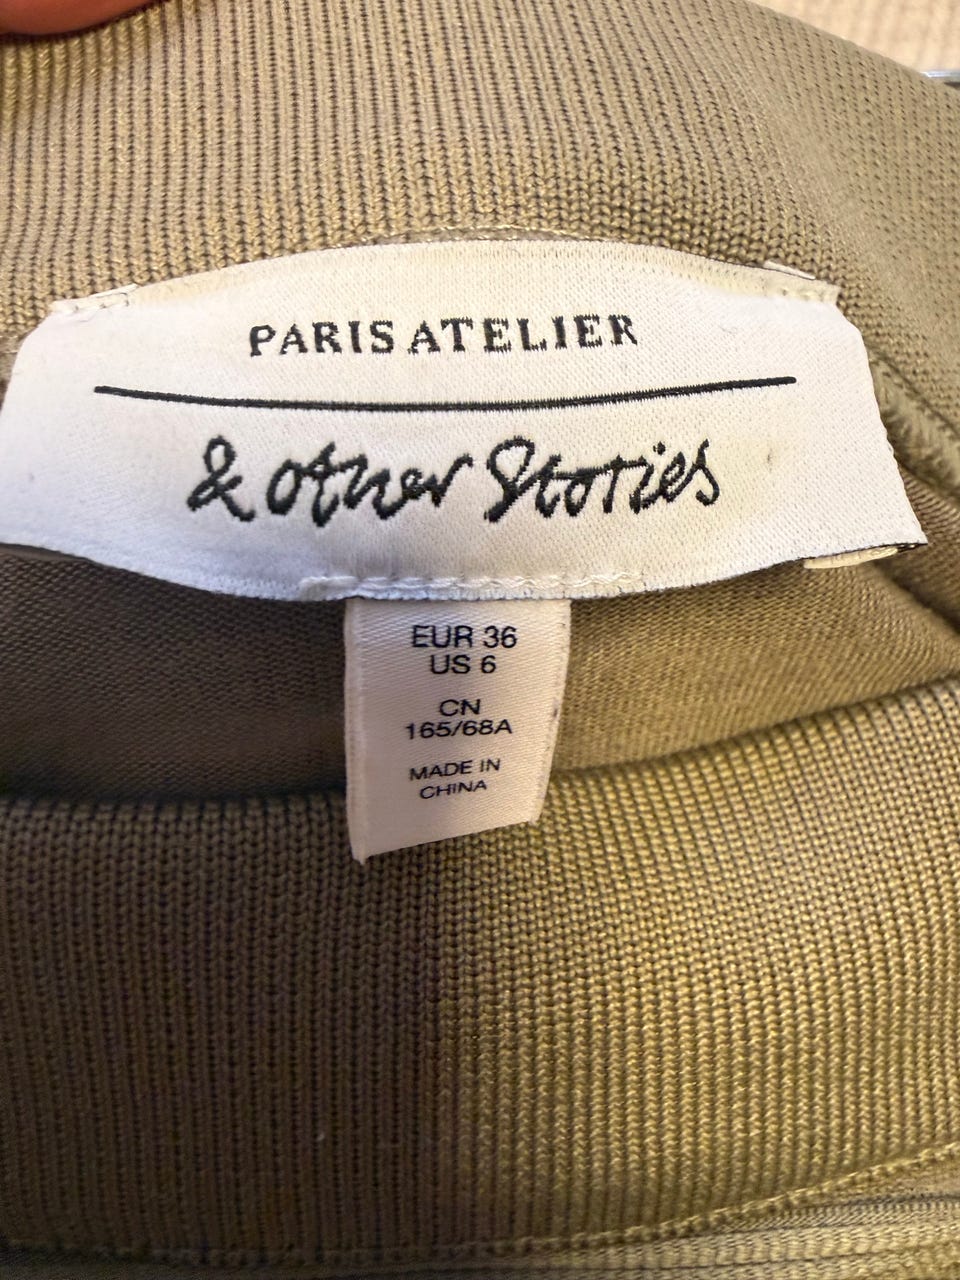 PARIS ATELIER
& other Stories
EUR 36
US 6
CN
165/68A
MADE IN
CHINA